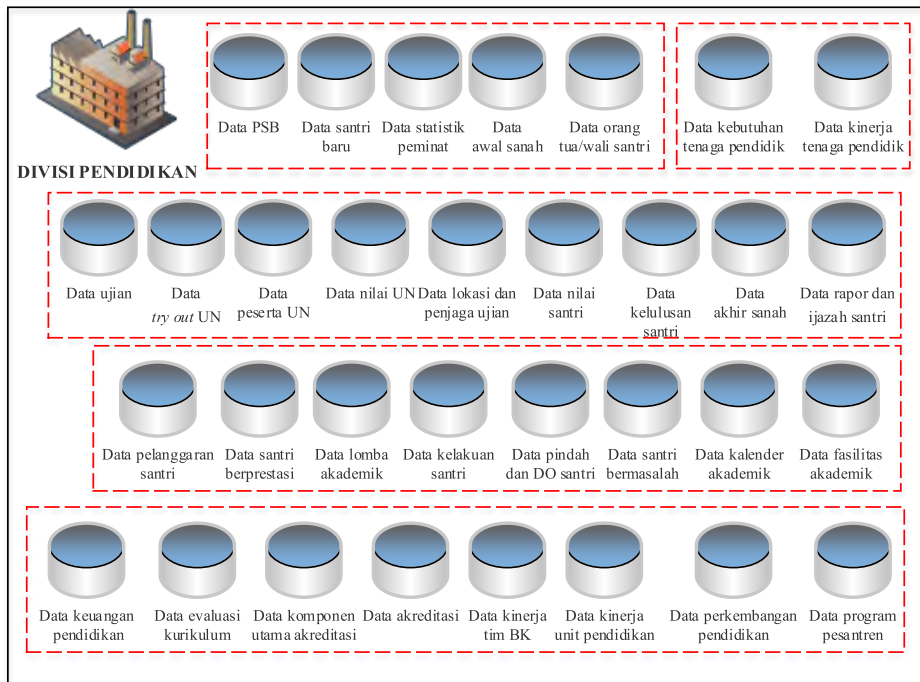 Data PSB
Data santri
baru
Data statistik
peminat
Data
awal sanah
Data orang
tua/wali santri
Data kebutuhan
tenaga pendidik
Data kinerja
tenaga pendidik
DIVISI PENDIDIKAN
Data ujian
Data
try out UN
Data
peserta UN
Data nilai UN
Data lokasi dan
penjaga ujian
Data nilai
santri
Data
kelulusan
santri
Data
akhir sanah
Data rapor dan
ijazah santri
Data pelanggaran
santri
Data santri
berprestasi
Data lomba
akademik
Data kelakuan
santri
Data pindah
dan DO santri
Data santri
bermasalah
Data kalender
akademik
Data fasilitas
akademik
Data keuangan
pendidikan
Data evaluasi
kurikulum
Data komponen
utama akreditasi
Data akreditasi
Data kinerja
tim BK
Data kinerja
unit pendidikan
Data perkembangan
pendidikan
Data program
pesantren